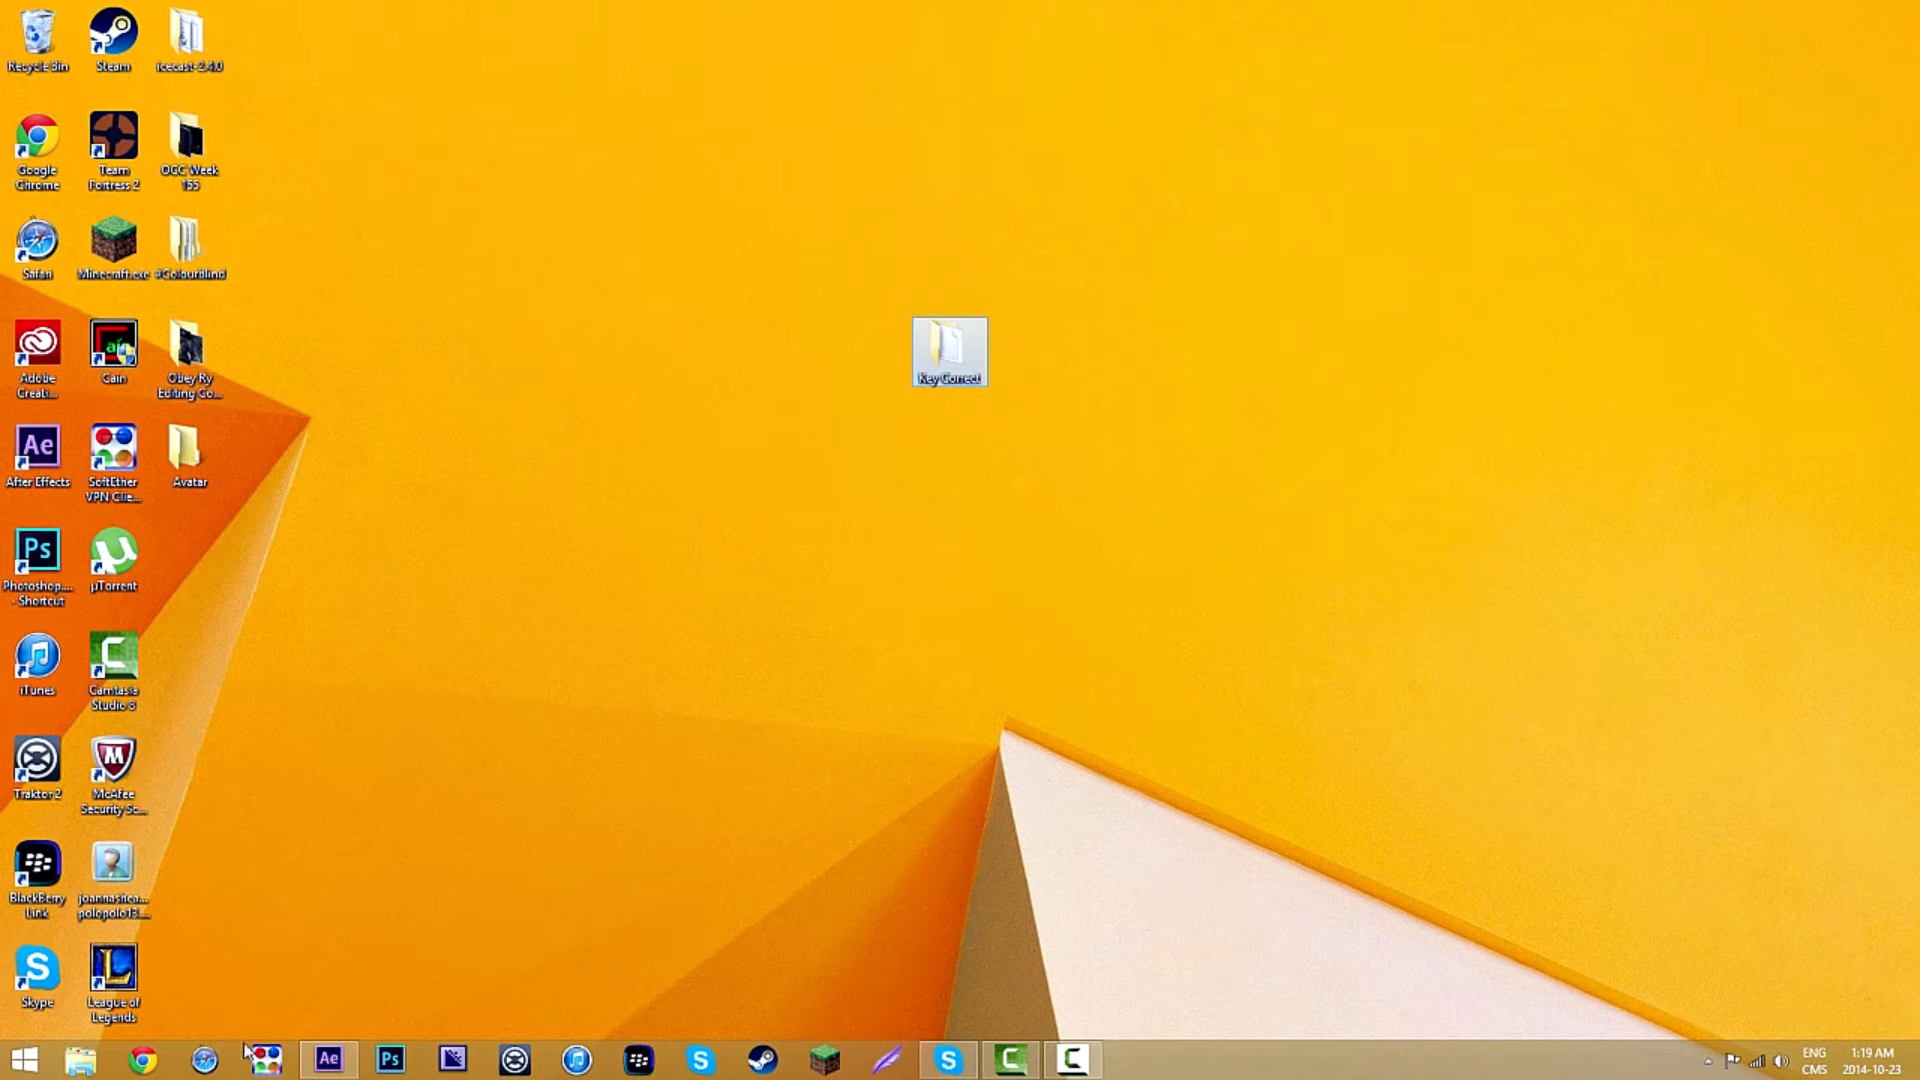 Recycle Bin
Steam
icecast-2.4.0
Google
Chrome
Team
Fortress 2
OCC Week
155
Safari
Minecraft.exe
#Colourblind
Adobe
Creati...
Cain
Obey Ry
Editing Co...
Key Correct
After Effects
SoftEther
VPN Clie...
Avatar
Photoshop....
- Shortcut
µTorrent
iTunes
Camtasia
Studio 8
Traktor 2
McAfee
Security Sc...
BlackBerry
Link
polopolo13....
Skype
League of
Legends
ENG
CMS
1:19 AM
2014-10-23